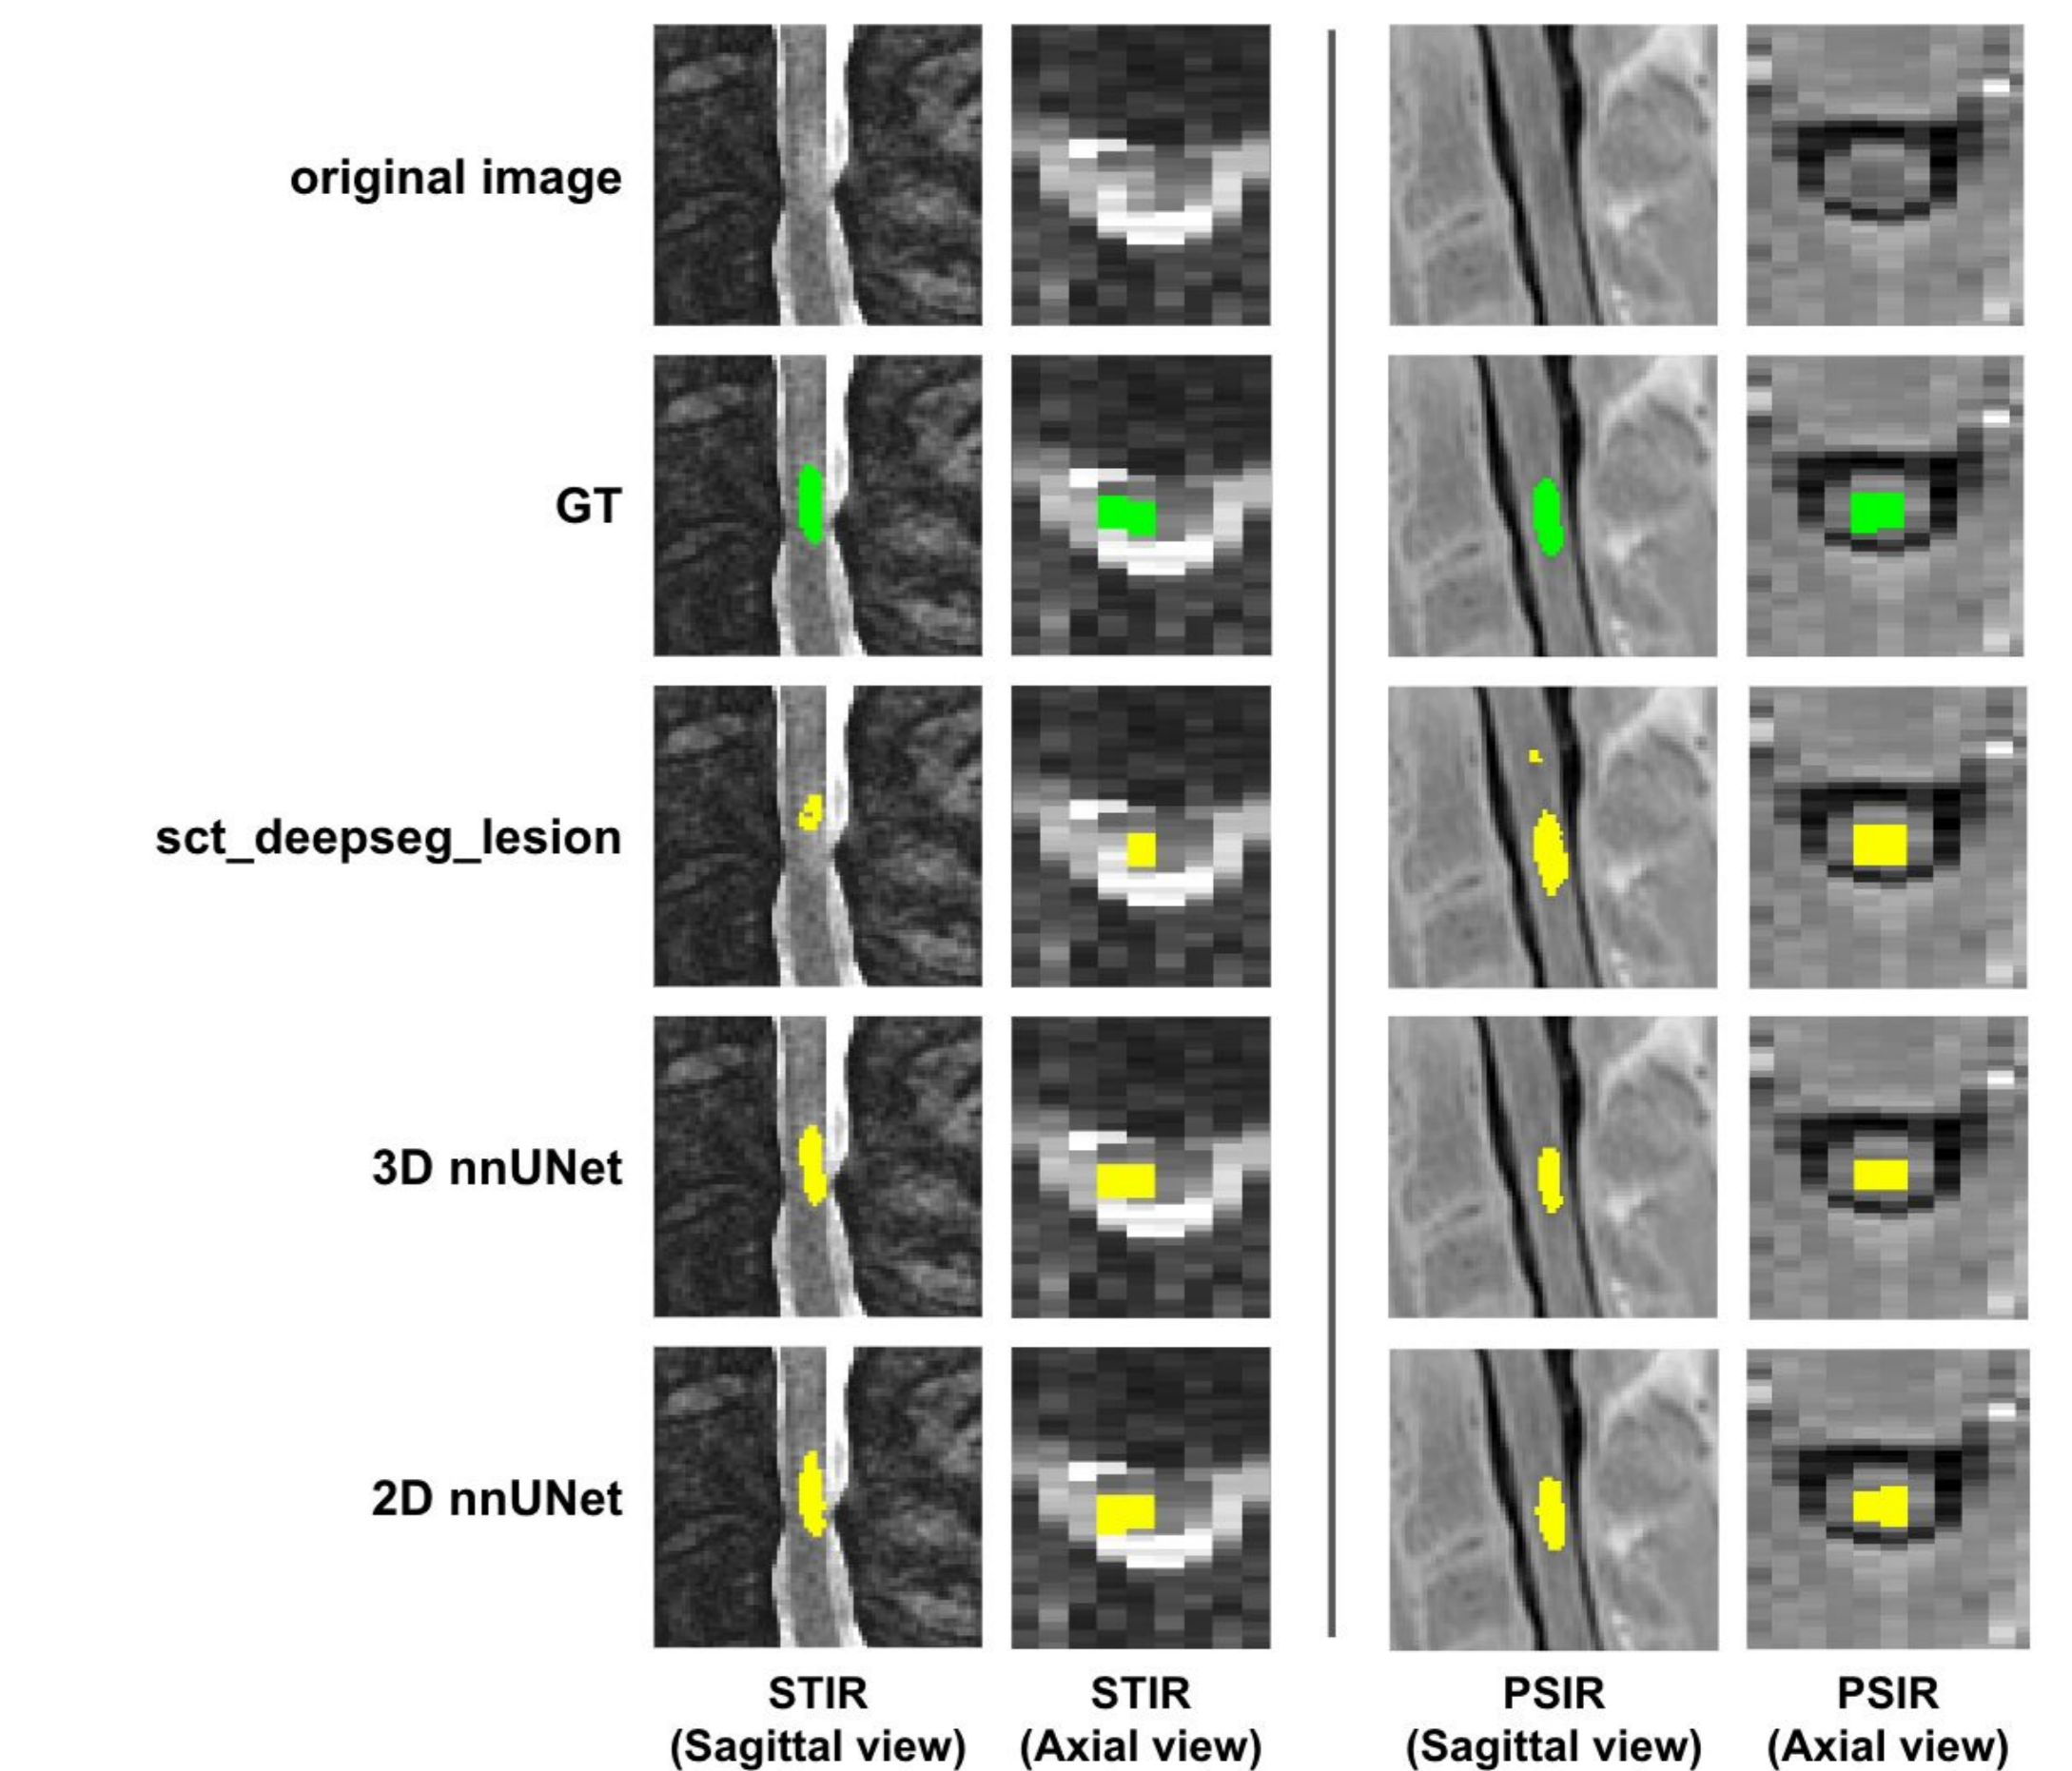 original image
GT
sct_deepseg_lesion
3D nnUNet
2D nnUNet
STIR
(Sagittal view)
STIR
(Axial view)
PSIR
(Sagittal view)
PSIR
(Axial view)